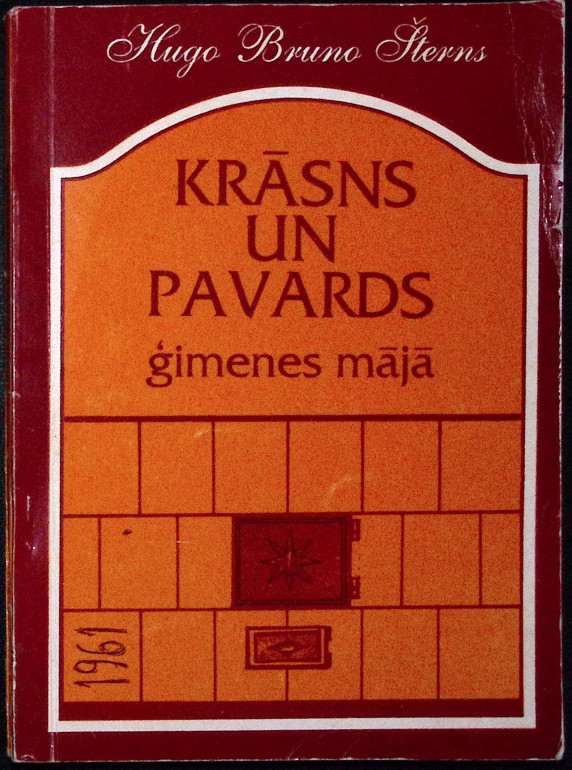 Hugo Bruno Šterns
KRĀSNS
UN
PAVARDS
ģimenes mājā
1961